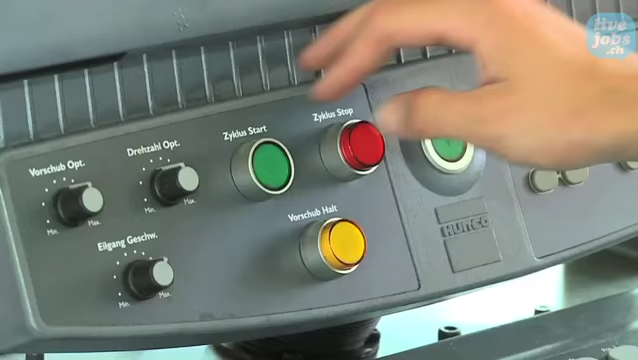 live
jobs.ch
Zyklus Stop
Zyklus Start
Drehzahl Opt.
Vorschub Opt.
Min. Max.
Min. Max.
Vorschub Halt
HURCO
Eilgang Geschw.
Min. Max.